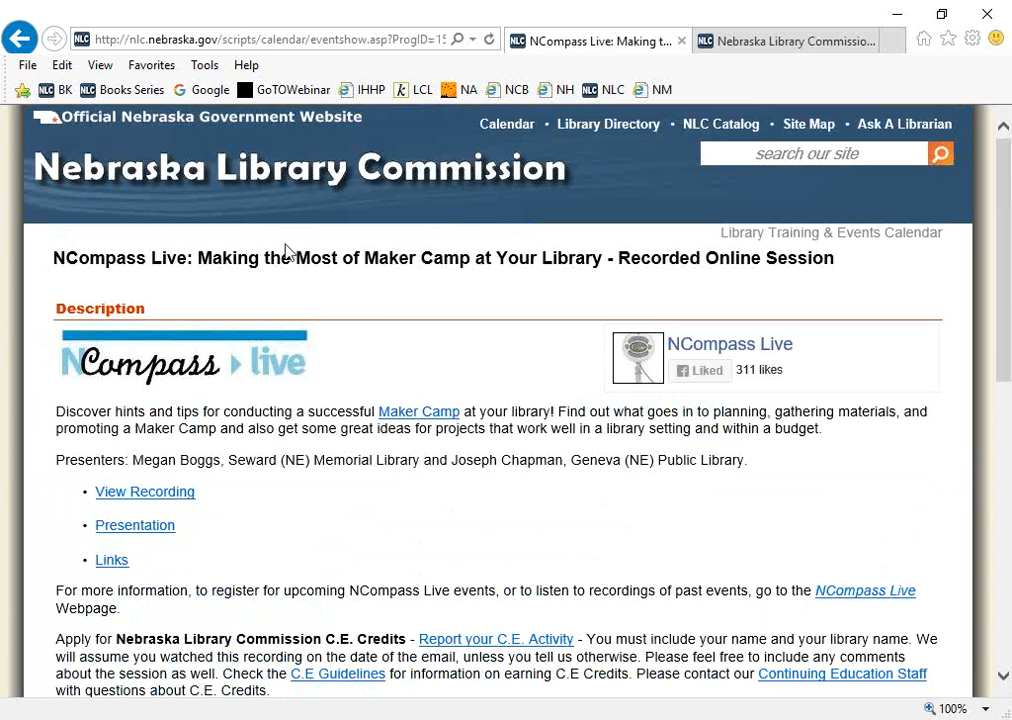 http://nlc.nebraska.gov/scripts/calendar/eventshow.asp?ProgID=15
NLC NCompass Live: Making t...
NLC Nebraska Library Commissio...
File Edit View Favorites Tools Help
NLC BK NLC Books Series Google GoTOWebinar IHHP LCL NA NCB NH NLC NLC NM
Official Nebraska Government Website
Calendar • Library Directory • NLC Catalog • Site Map • Ask A Librarian
Nebraska Library Commission
search our site
Library Training & Events Calendar
NCompass Live: Making the Most of Maker Camp at Your Library - Recorded Online Session
Description
NCompass live
NCompass Live
Liked 311 likes
Discover hints and tips for conducting a successful Maker Camp at your library! Find out what goes in to planning, gathering materials, and
promoting a Maker Camp and also get some great ideas for projects that work well in a library setting and within a budget.
Presenters: Megan Boggs, Seward (NE) Memorial Library and Joseph Chapman, Geneva (NE) Public Library.
• View Recording
• Presentation
• Links
For more information, to register for upcoming NCompass Live events, or to listen to recordings of past events, go to the NCompass Live
Webpage.
Apply for Nebraska Library Commission C.E. Credits - Report your C.E. Activity - You must include your name and your library name. We
will assume you watched this recording on the date of the email, unless you tell us otherwise. Please feel free to include any comments
about the session as well. Check the C.E Guidelines for information on earning C.E Credits. Please contact our Continuing Education Staff
with questions about C.E. Credits.
100%